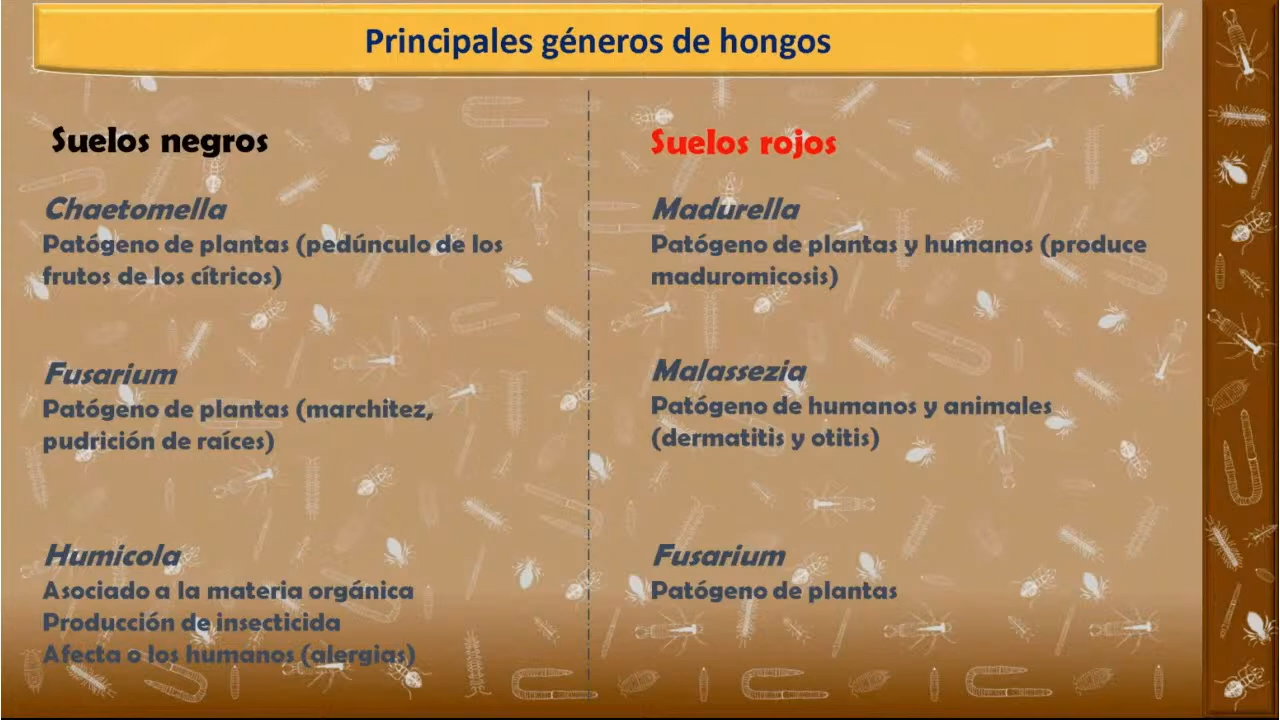 Principales géneros de hongos
Suelos negros
Chaetomella
Patógeno de plantas (pedúnculo de los
frutos de los cítricos)
Fusarium
Patógeno de plantas (marchitez,
pudrición de raíces)
Humicola
Asociado a la materia orgánica
Producción de insecticida
Afecta o los humanos (alergias)
Suelos rojos
Madurella
Patógeno de plantas y humanos (produce
maduromicosis)
Malassezia
Patógeno de humanos y animales
(dermatitis y otitis)
Fusarium
Patógeno de plantas